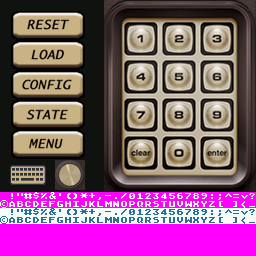 RESET
LOAD
CONFIG
STATE
MENU
1 2 3
4 5 6
7 8 9
clear 0 enter
!"#$%&'()*+,-./0123456789:;^=v?
©ABCDEFGHIJKLMNOPQRSTUVWXYZ[ ]{_
!"#$%&'()*+,-./0123456789:;^=v?
©ABCDEFGHIJKLMNOPQRSTUVWXYZ[ ]{_